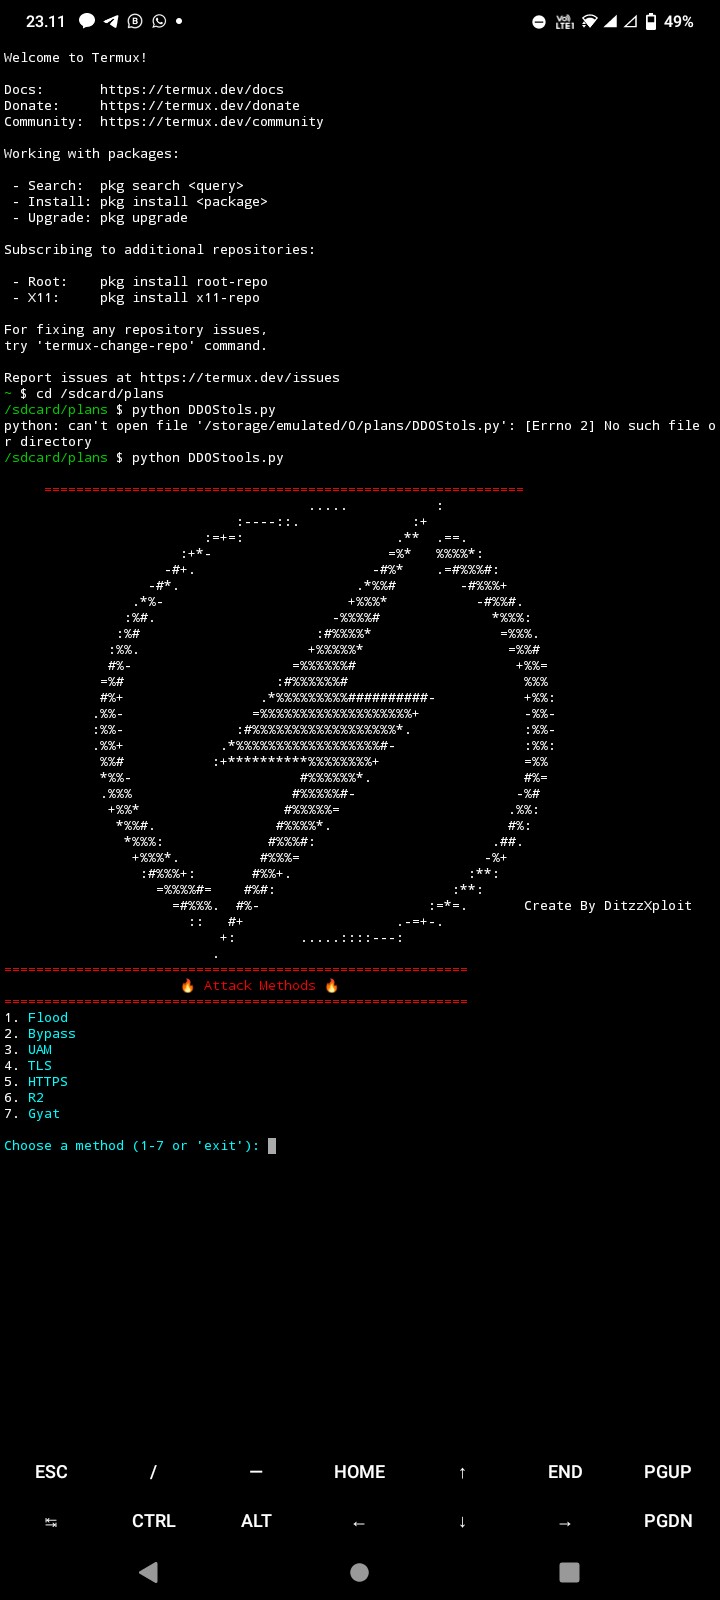 23.11 49%
Welcome to Termux!
Docs: https://termux.dev/docs
Donate: https://termux.dev/donate
Community: https://termux.dev/community
Working with packages:
- Search: pkg search <query>
- Install: pkg install <package>
- Upgrade: pkg upgrade
Subscribing to additional repositories:
- Root: pkg install root-repo
- X11: pkg install x11-repo
For fixing any repository issues,
try 'termux-change-repo' command.
Report issues at https://termux.dev/issues
~ $ cd /sdcard/plans
/sdcard/plans $ python DDOStols.py
python: can't open file '/storage/emulated/0/plans/DDOStols.py': [Errno 2] No such file o
r directory
/sdcard/plans $ python DDOStools.py
Create By DitzzXploit
🔥 Attack Methods 🔥
1. Flood
2. Bypass
3. UAM
4. TLS
5. HTTPS
6. R2
7. Gyat
Choose a method (1-7 or 'exit'):
ESC / — HOME ↑ END PGUP
↹ CTRL ALT ← ↓ → PGDN